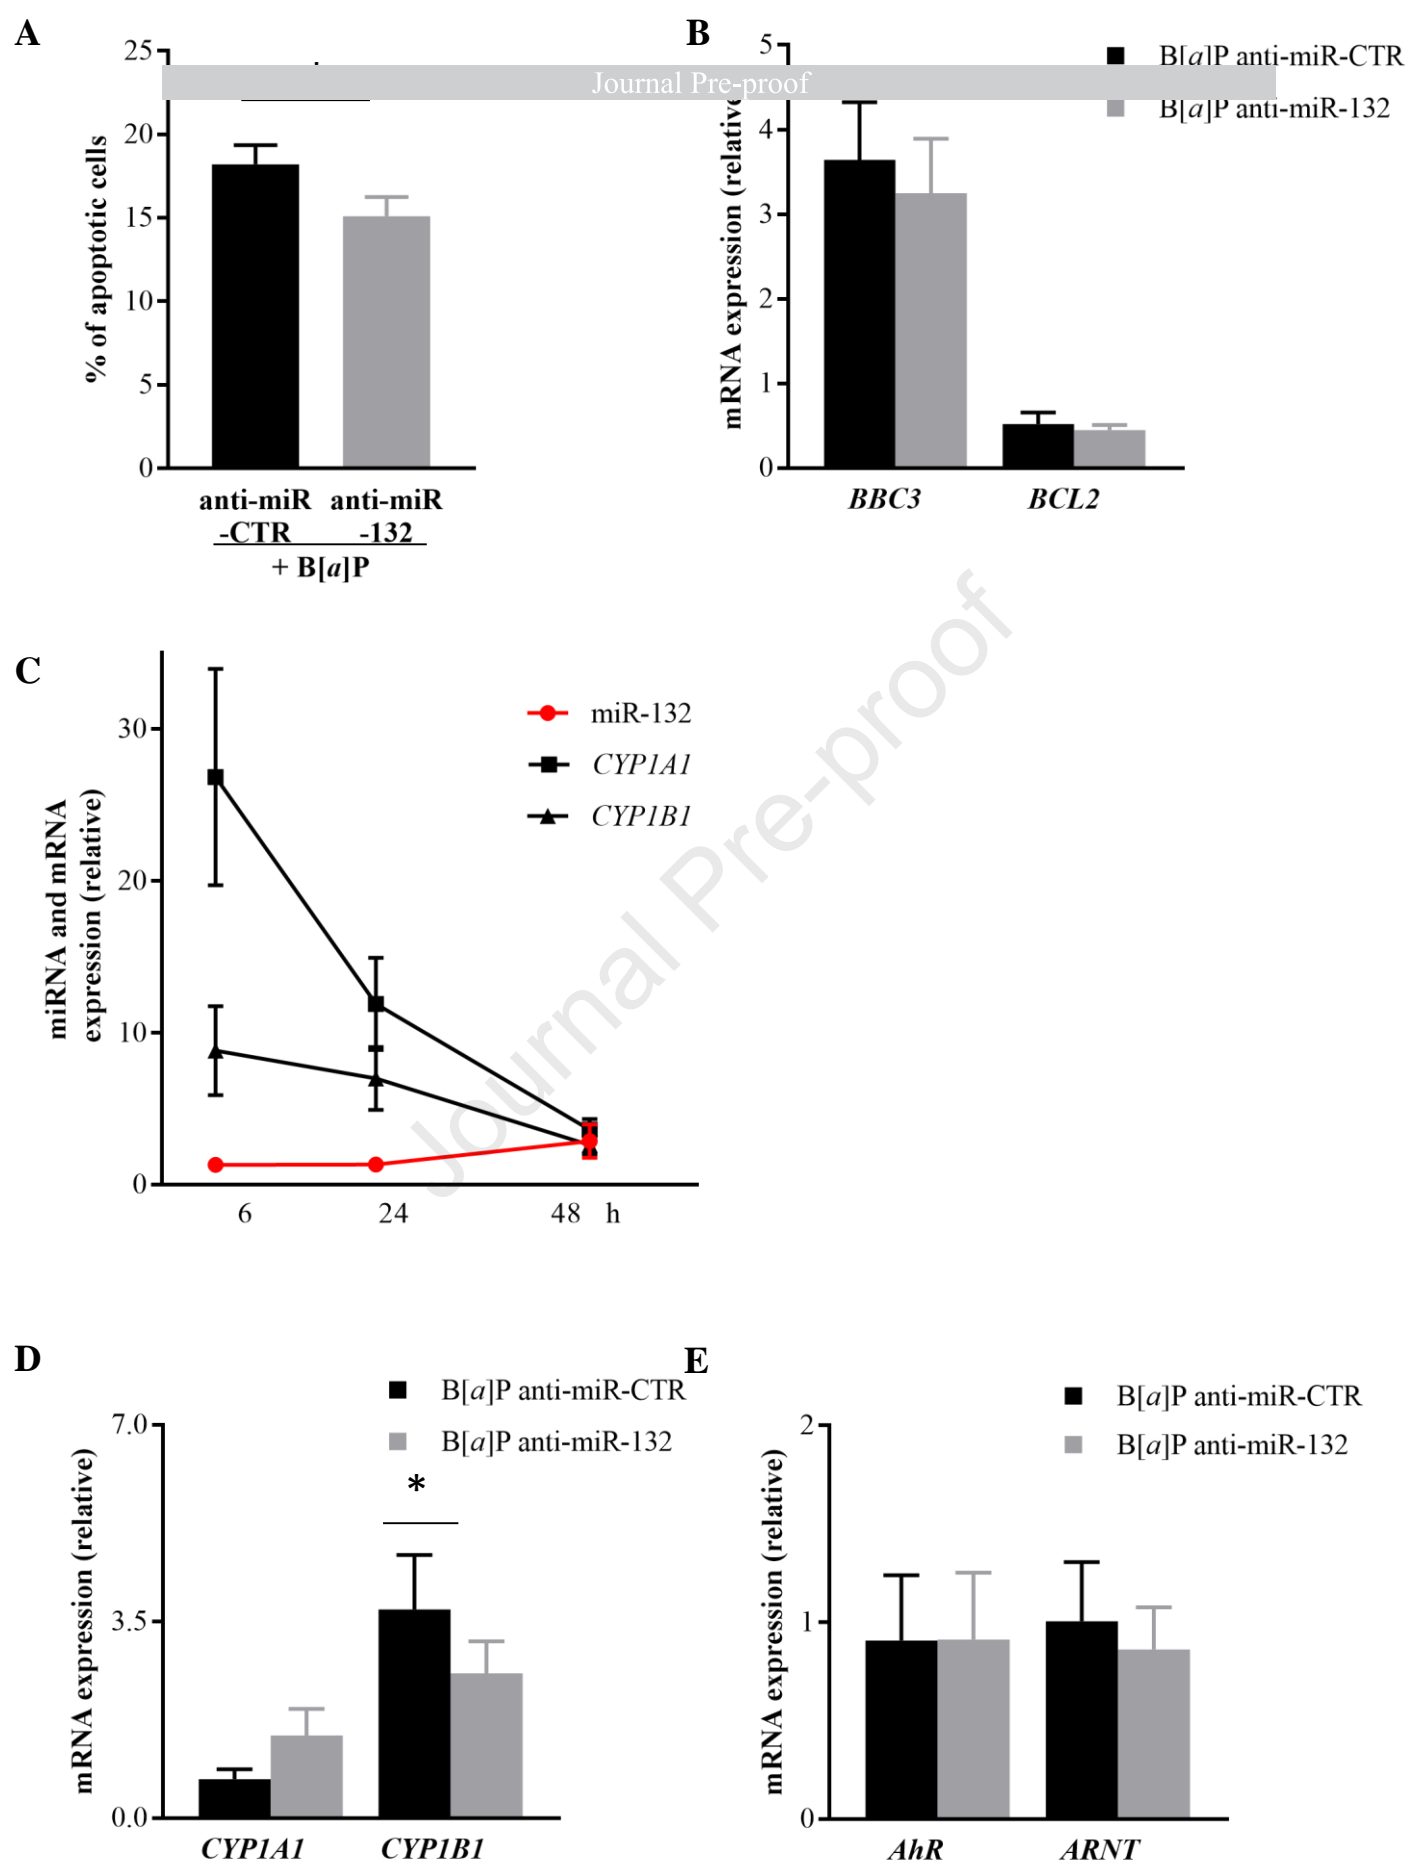 A
B
25
20
15
10
5
0
% of apoptotic cells
anti-miR
-CTR
anti-miR
-132
+ B[a]P
Journal Pre-proof
5
4
3
2
1
0
mRNA expression (relative
B[a]P anti-miR-CTR
B[a]P anti-miR-132
BBC3
BCL2
C
30
20
10
0
miRNA and mRNA
expression (relative)
miR-132
CYP1A1
CYP1B1
6
24
48
h
Journal Pre-proof
D
7.0
3.5
0.0
mRNA expression (relative)
B[a]P anti-miR-CTR
B[a]P anti-miR-132
*
CYP1A1
CYP1B1
E
2
1
0
mRNA expression (relative)
B[a]P anti-miR-CTR
B[a]P anti-miR-132
AhR
ARNT